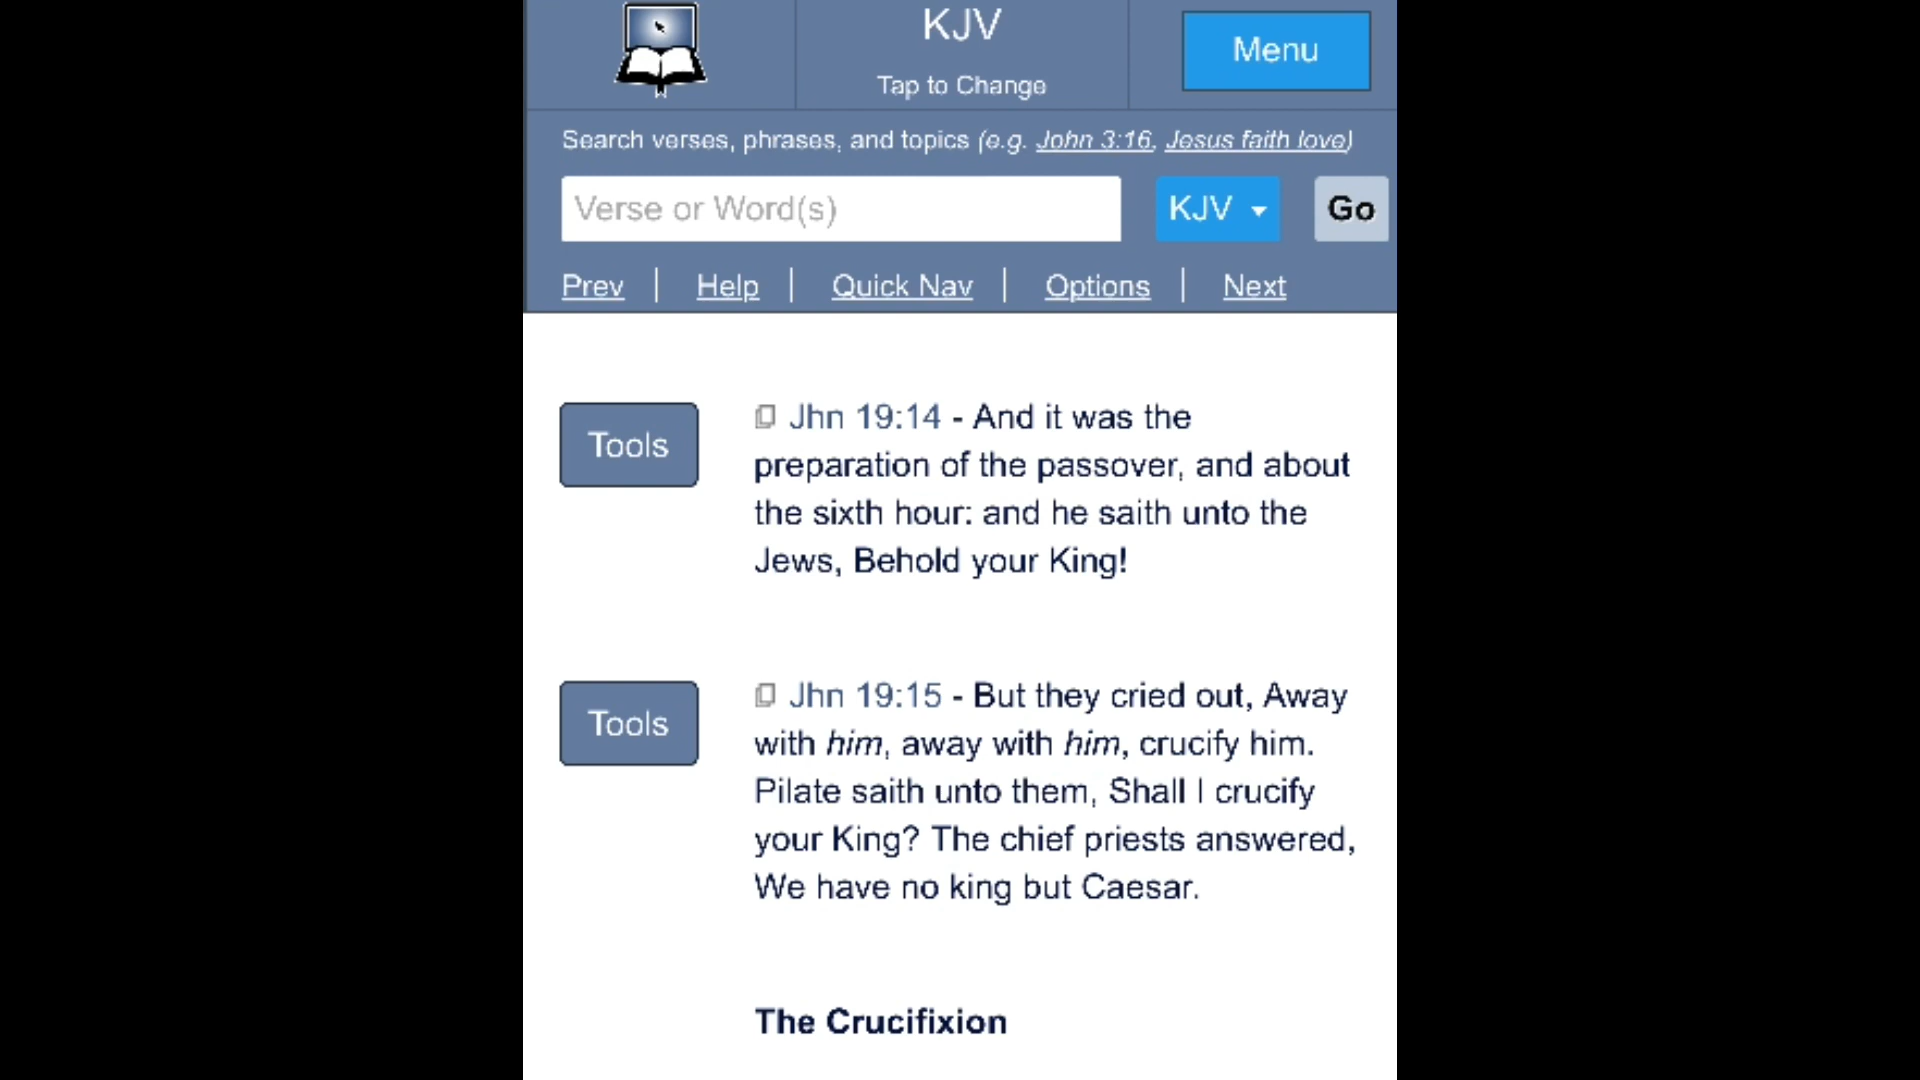 KJV
Tap to Change
Menu
Search verses, phrases, and topics (e.g. John 3:16, Jesus faith love)
Verse or Word(s)
KJV
Go
Prev | Help | Quick Nav | Options | Next
Tools
Jhn 19:14 - And it was the
preparation of the passover, and about
the sixth hour: and he saith unto the
Jews, Behold your King!
Tools
Jhn 19:15 - But they cried out, Away
with him, away with him, crucify him.
Pilate saith unto them, Shall I crucify
your King? The chief priests answered,
We have no king but Caesar.
The Crucifixion